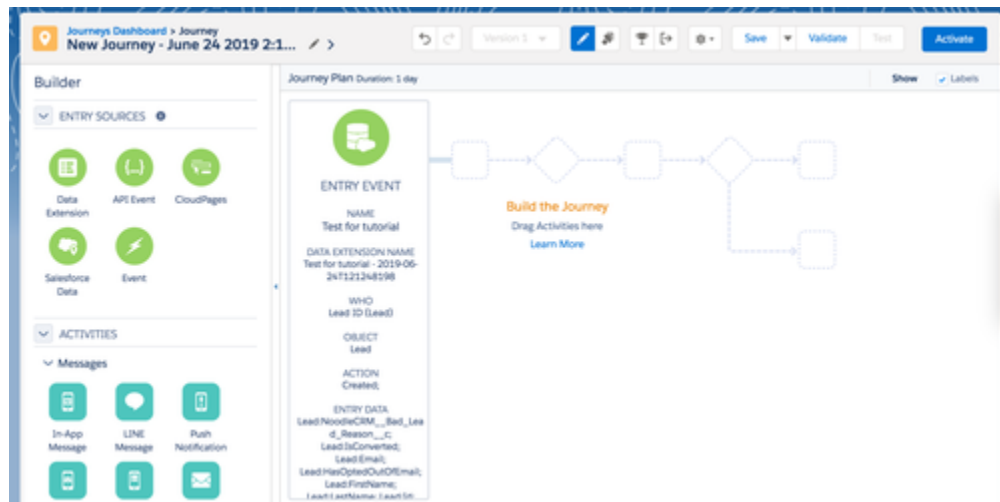 Journeys Dashboard > Journey
New Journey - June 24 2019 2:1...
Version 1
Save
Validate
Test
Activate
Builder
Journey Plan Duration: 1 day
Show
Labels
ENTRY SOURCES
Data
Extension
API Event
CloudPages
Salesforce
Data
Event
ACTIVITIES
Messages
In-App
Message
LINE
Message
Push
Notification
ENTRY EVENT
NAME
Test for tutorial
DATA EXTENSION NAME
Test for tutorial - 2019-06-
24T121248198
WHO
Lead ID (Lead)
OBJECT
Lead
ACTION
Created;
ENTRY DATA
Lead:NoodleCRM__Bad_Lea
d_Reason__c;
Lead:IsConverted;
Lead:Email;
Lead:HasOptedOutOfEmail;
Lead:FirstName;
Lead:LastName; Lead:Id;
Build the Journey
Drag Activities here
Learn More